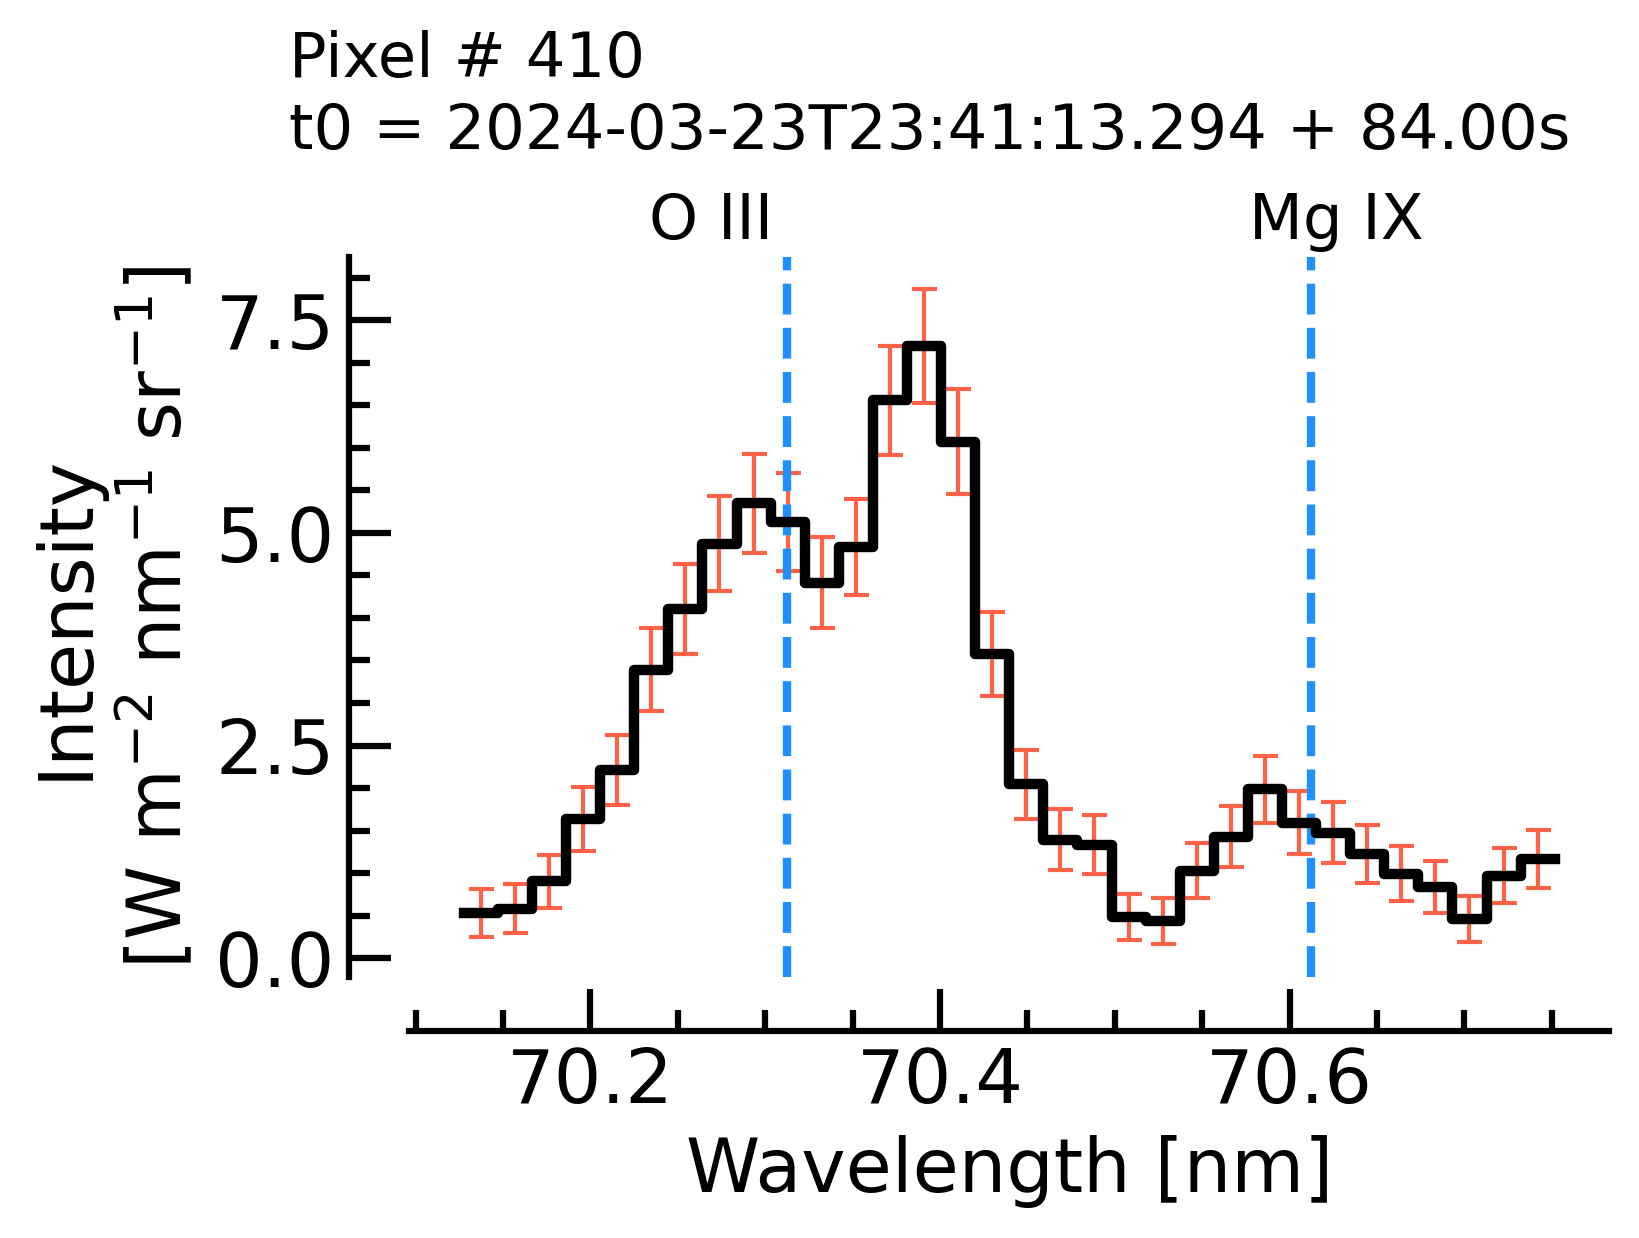 Pixel # 410
t0 = 2024-03-23T23:41:13.294 + 84.00s
O III
Mg IX
Intensity
[W m⁻² nm⁻¹ sr⁻¹]
7.5
5.0
2.5
0.0
70.2
70.4
70.6
Wavelength [nm]